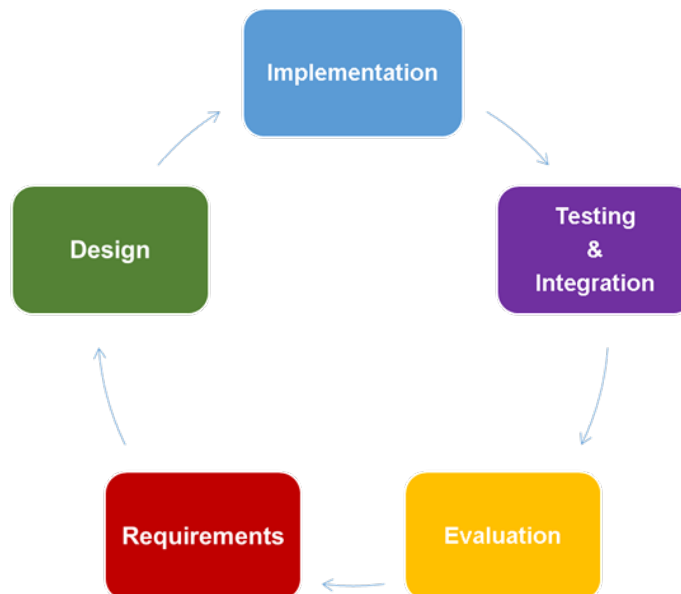 Implementation
Design
Testing
&
Integration
Requirements
Evaluation